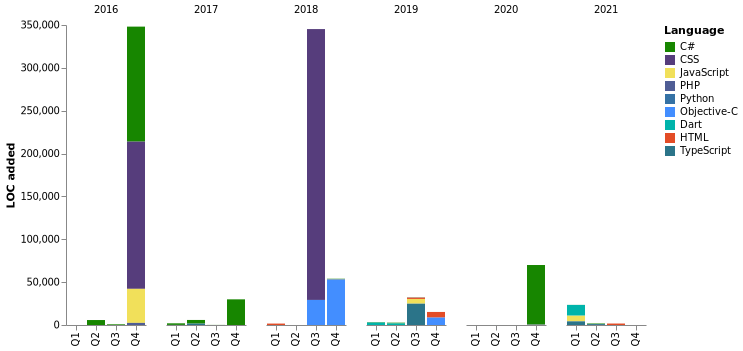 2016 2017 2018 2019 2020 2021
LOC added
350,000
300,000
250,000
200,000
150,000
100,000
50,000
0
Q1 Q2 Q3 Q4 Q1 Q2 Q3 Q4 Q1 Q2 Q3 Q4 Q1 Q2 Q3 Q4 Q1 Q2 Q3 Q4 Q1 Q2 Q3 Q4
Language
C#
CSS
JavaScript
PHP
Python
Objective-C
Dart
HTML
TypeScript